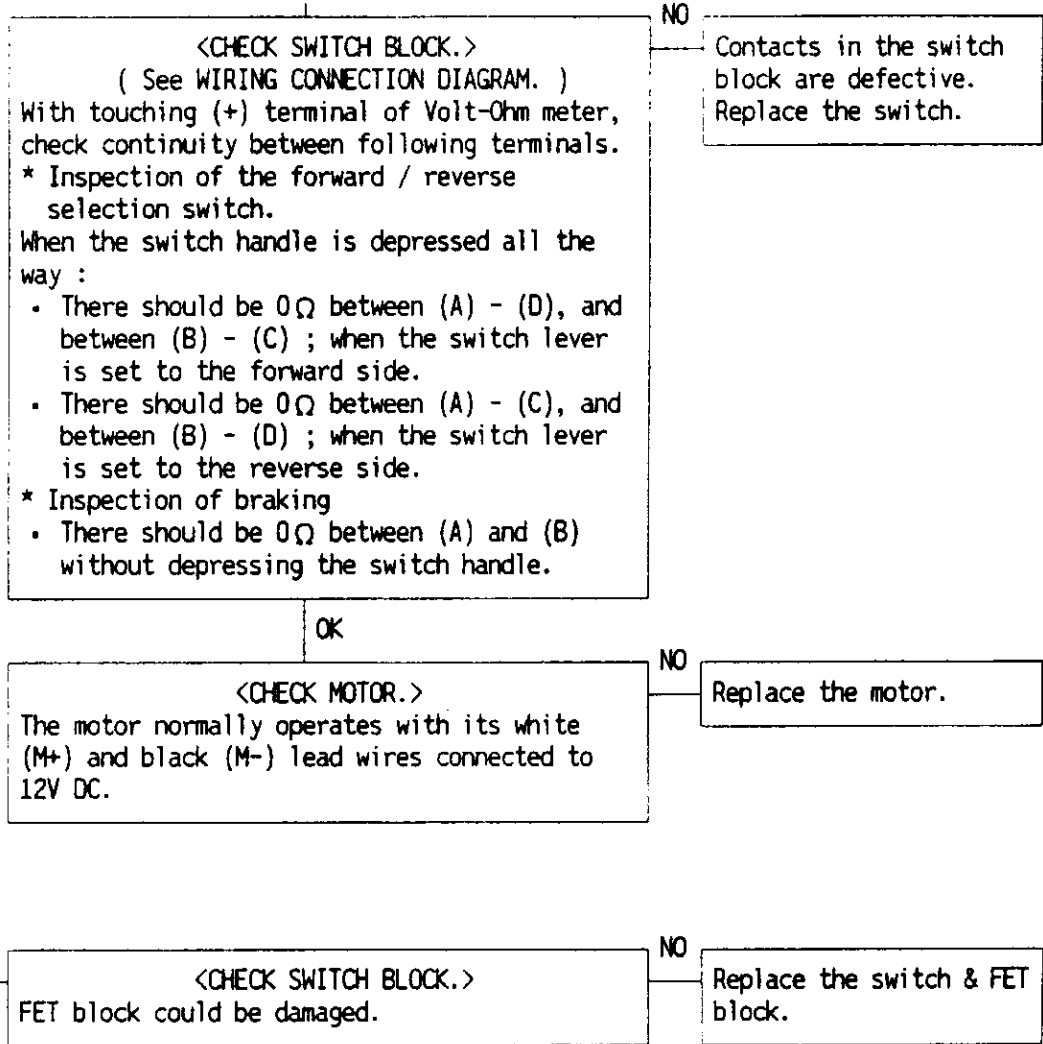 NO
<CHECK SWITCH BLOCK.>
( See WIRING CONNECTION DIAGRAM. )
With touching (+) terminal of Volt-Ohm meter,
check continuity between following terminals.
* Inspection of the forward / reverse
selection switch.
When the switch handle is depressed all the
way :
• There should be 0Ω between (A) - (D), and
between (B) - (C) ; when the switch lever
is set to the forward side.
• There should be 0Ω between (A) - (C), and
between (B) - (D) ; when the switch lever
is set to the reverse side.
* Inspection of braking
• There should be 0Ω between (A) and (B)
without depressing the switch handle.
Contacts in the switch
block are defective.
Replace the switch.
OK
NO
<CHECK MOTOR.>
The motor normally operates with its white
(M+) and black (M-) lead wires connected to
12V DC.
Replace the motor.
NO
<CHECK SWITCH BLOCK.>
FET block could be damaged.
Replace the switch & FET
block.